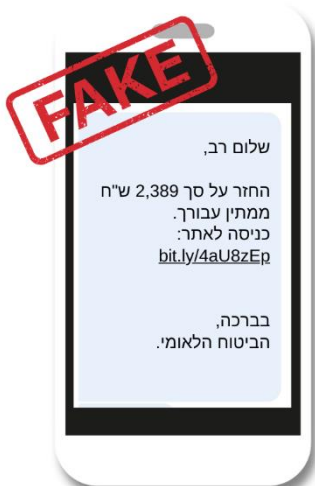 FAKE
שלום רב,
החזר על סך 2,389 ש"ח
ממתין עבורך.
כניסה לאתר:
bit.ly/4aU8zEp
בברכה,
הביטוח הלאומי.